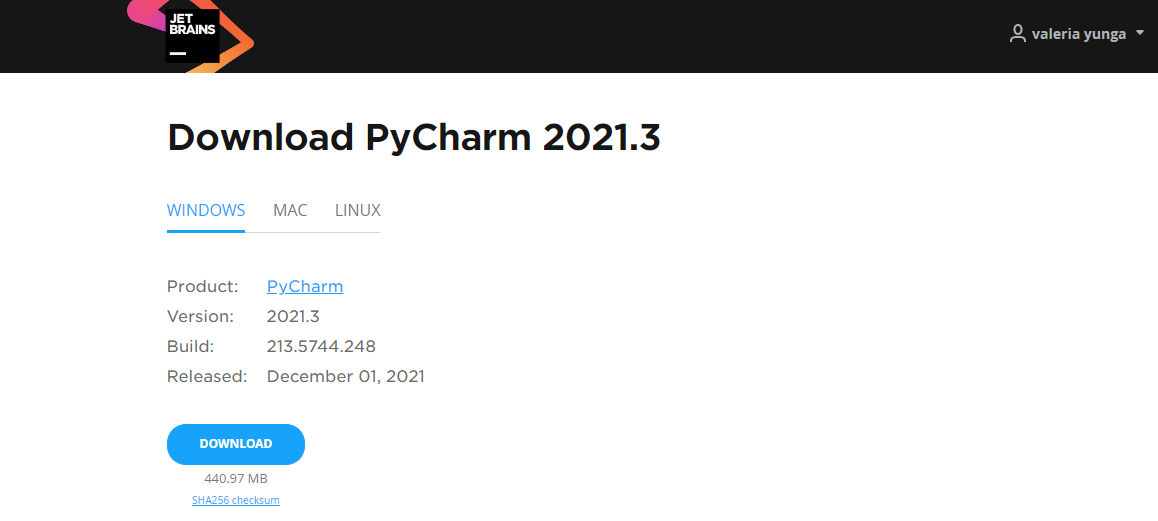 JET
BRAINS
valeria yunga
Download PyCharm 2021.3
WINDOWS MAC LINUX
Product: PyCharm
Version: 2021.3
Build: 213.5744.248
Released: December 01, 2021
DOWNLOAD
440.97 MB
SHA256 checksum